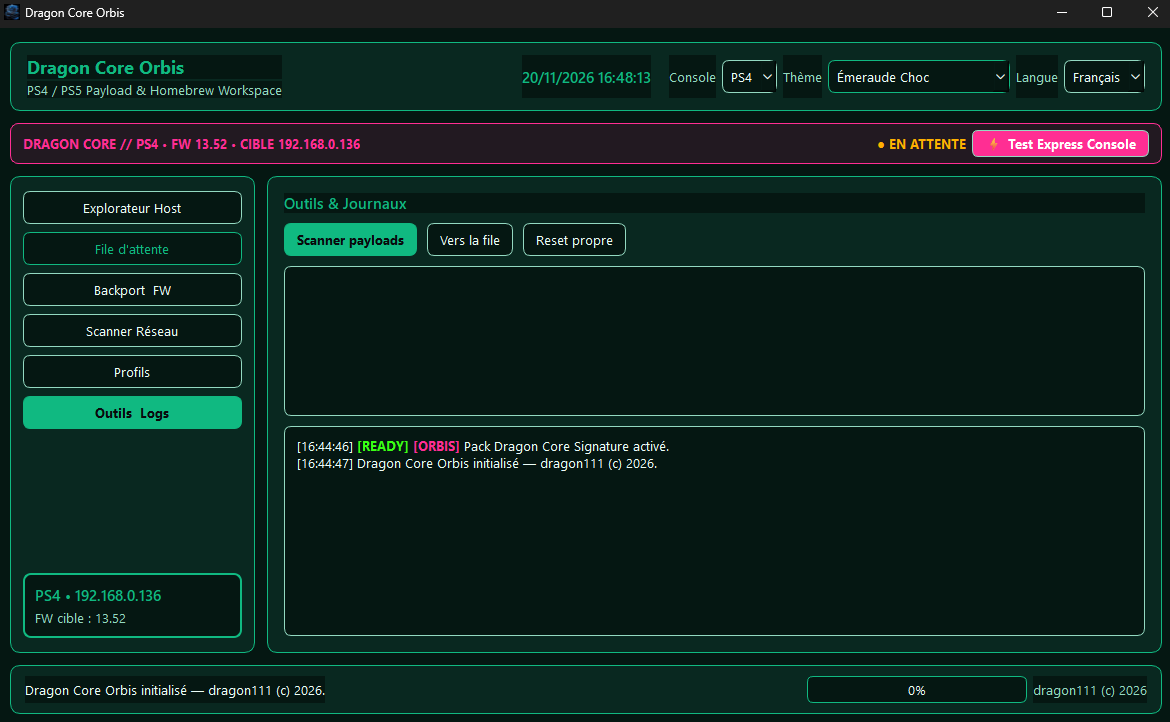 Dragon Core Orbis
Dragon Core Orbis
PS4 / PS5 Payload & Homebrew Workspace
20/11/2026 16:48:13 Console PS4 Thème Émeraude Choc Langue Français
DRAGON CORE // PS4 • FW 13.52 • CIBLE 192.168.0.136
● EN ATTENTE ⚡ Test Express Console
Explorateur Host
File d'attente
Backport FW
Scanner Réseau
Profils
Outils Logs
PS4 • 192.168.0.136
FW cible : 13.52
Outils & Journaux
Scanner payloads Vers la file Reset propre
[16:44:46] [READY] [ORBIS] Pack Dragon Core Signature activé.
[16:44:47] Dragon Core Orbis initialisé — dragon111 (c) 2026.
Dragon Core Orbis initialisé — dragon111 (c) 2026.
0%
dragon111 (c) 2026